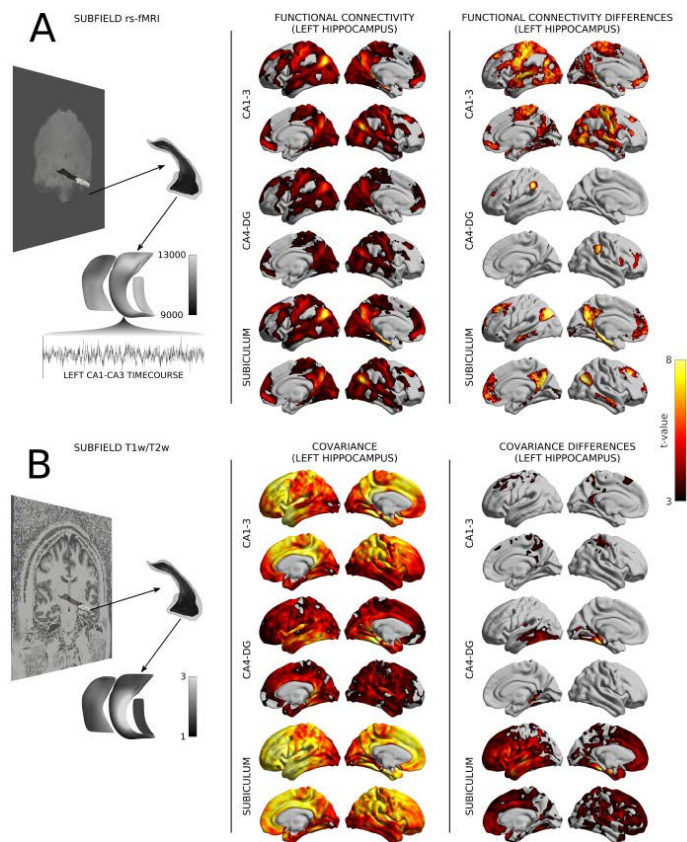 A
SUBFIELD rs-fMRI
13000
9000
LEFT CA1-CA3 TIMECOURSE
FUNCTIONAL CONNECTIVITY
(LEFT HIPPOCAMPUS)
CA1-3
CA4-DG
SUBICULUM
FUNCTIONAL CONNECTIVITY DIFFERENCES
(LEFT HIPPOCAMPUS)
CA1-3
CA4-DG
SUBICULUM
8
t-value
3
B
SUBFIELD T1w/T2w
3
1
COVARIANCE
(LEFT HIPPOCAMPUS)
CA1-3
CA4-DG
SUBICULUM
COVARIANCE DIFFERENCES
(LEFT HIPPOCAMPUS)
CA1-3
CA4-DG
SUBICULUM